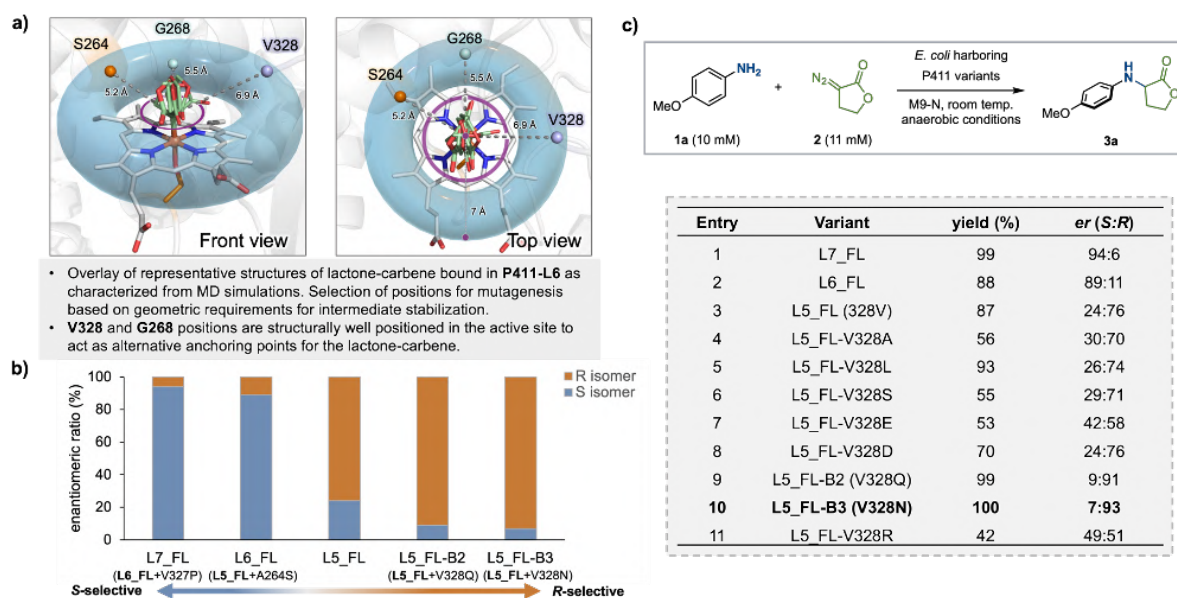 a)
S264
G268
V328
5.5 Å
5.2 Å
6.9 Å
Front view
G268
S264
5.5 Å
5.2 Å
6.9 Å
V328
7 Å
Top view
• Overlay of representative structures of lactone-carbene bound in P411-L6 as
characterized from MD simulations. Selection of positions for mutagenesis
based on geometric requirements for intermediate stabilization.
• V328 and G268 positions are structurally well positioned in the active site to
act as alternative anchoring points for the lactone-carbene.
b)
enantiomeric ratio (%)
100
80
60
40
20
0
R isomer
S isomer
L7_FL
(L6_FL+V327P)
L6_FL
(L5_FL+A264S)
L5_FL
L5_FL-B2
(L5_FL+V328Q)
L5_FL-B3
(L5_FL+V328N)
S-selective
R-selective
c)
NH2
MeO
1a (10 mM)
+
N2
O
O
2 (11 mM)
E. coli harboring
P411 variants
M9-N, room temp.
anaerobic conditions
H
N
O
O
MeO
3a
Entry Variant yield (%) er (S:R)
1 L7_FL 99 94:6
2 L6_FL 88 89:11
3 L5_FL (328V) 87 24:76
4 L5_FL-V328A 56 30:70
5 L5_FL-V328L 93 26:74
6 L5_FL-V328S 55 29:71
7 L5_FL-V328E 53 42:58
8 L5_FL-V328D 70 24:76
9 L5_FL-B2 (V328Q) 99 9:91
10 L5_FL-B3 (V328N) 100 7:93
11 L5_FL-V328R 42 49:51